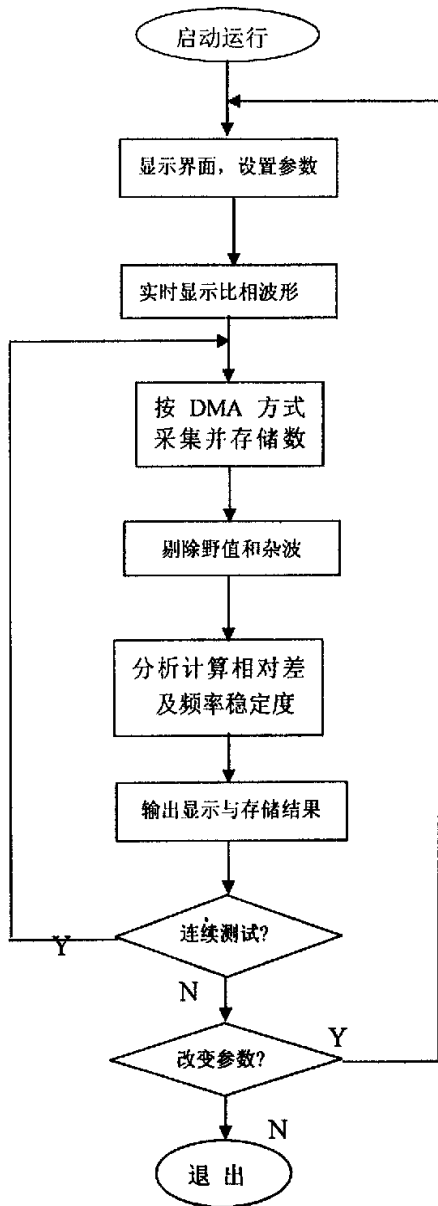 启动运行
显示界面，设置参数
实时显示比相波形
按 DMA 方式
采集并存储数
剔除野值和杂波
分析计算相对差
及频率稳定度
输出显示与存储结果
连续测试?
Y
N
改变参数?
Y
N
退 出